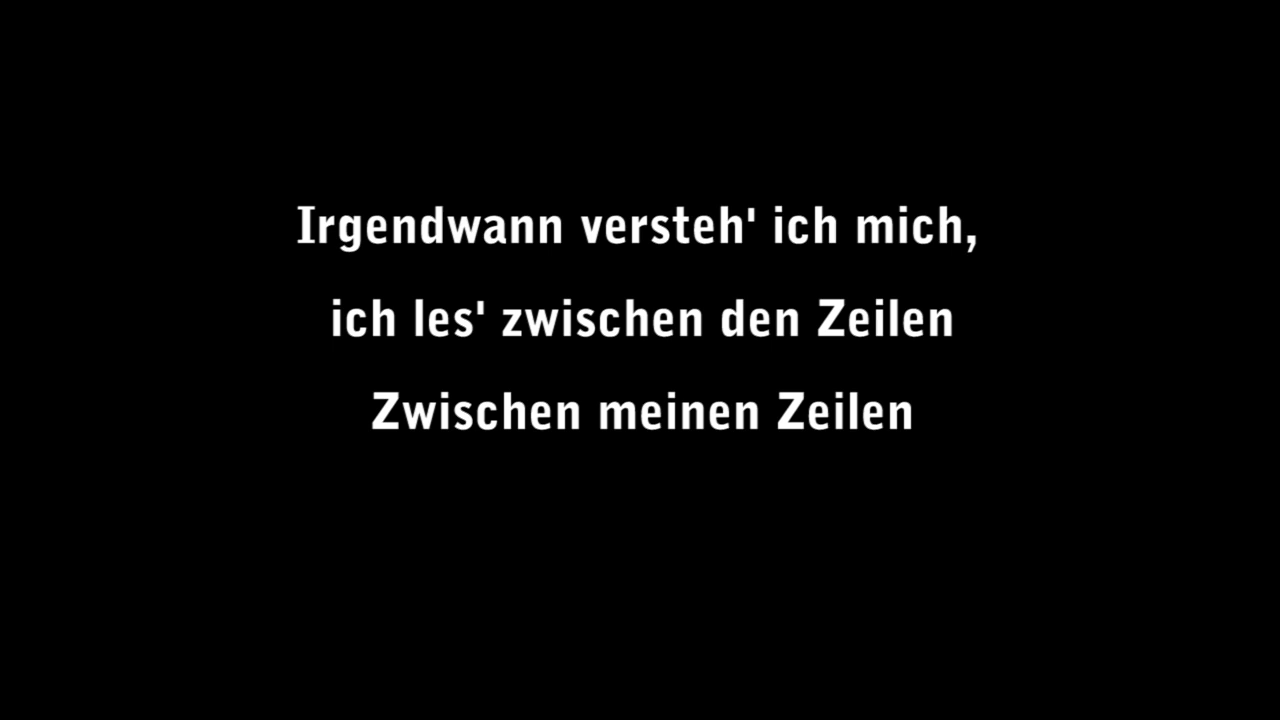 Irgendwann versteh' ich mich,
ich les' zwischen den Zeilen
Zwischen meinen Zeilen